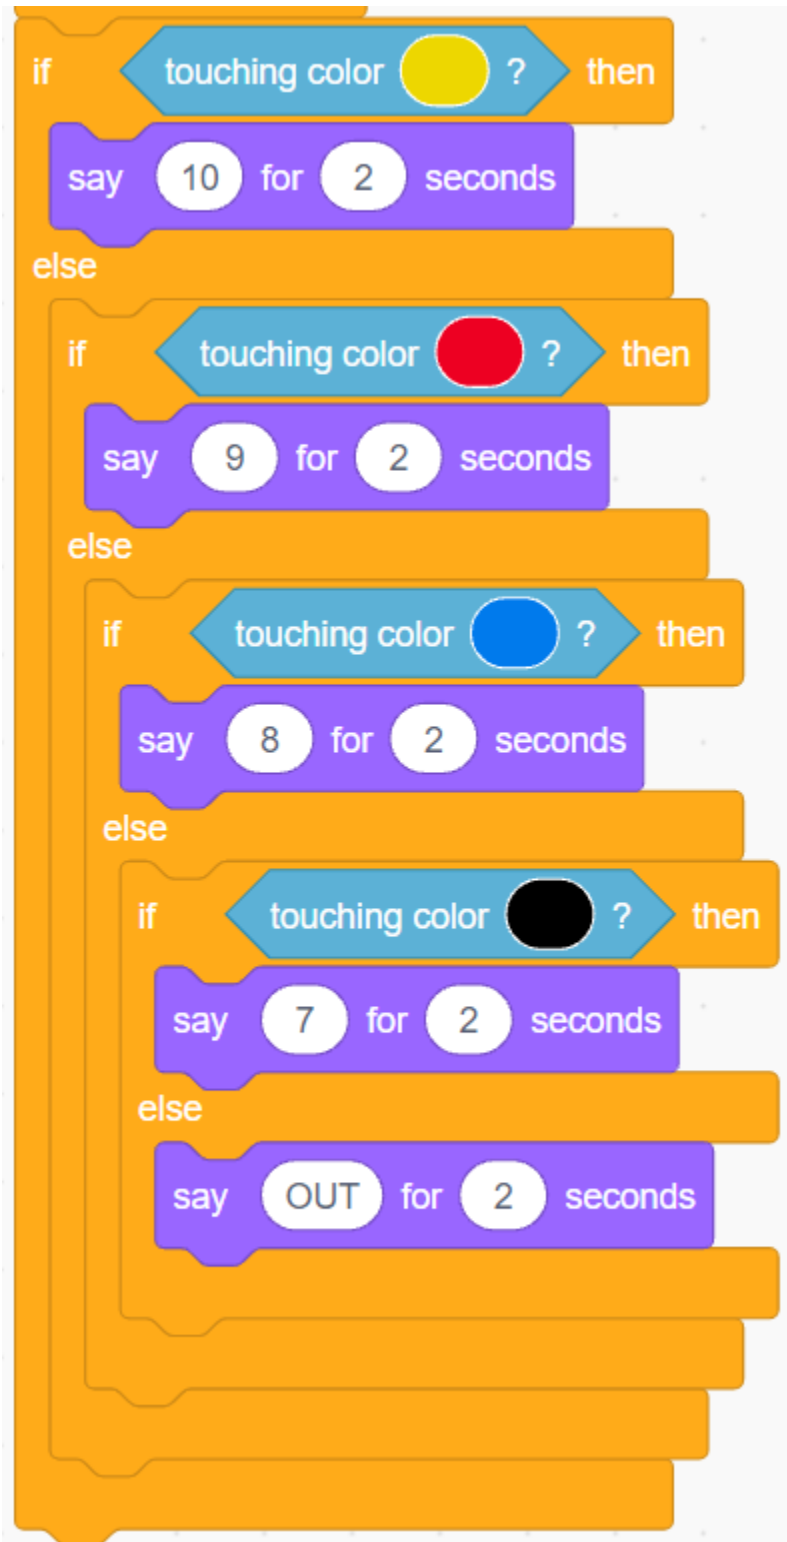 if touching color ? then
say 10 for 2 seconds
else
if touching color ? then
say 9 for 2 seconds
else
if touching color ? then
say 8 for 2 seconds
else
if touching color ? then
say 7 for 2 seconds
else
say OUT for 2 seconds